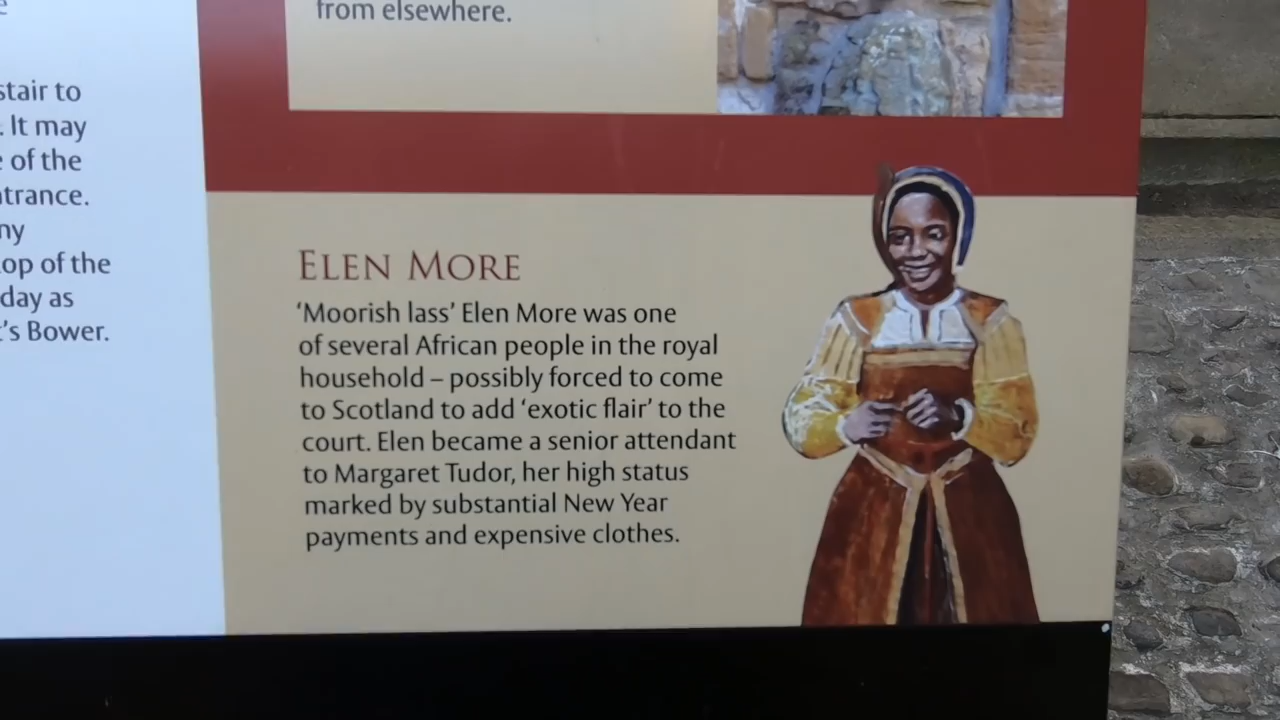 from elsewhere.
stair to
. It may
of the
ntrance.
ny
top of the
day as
's Bower.
ELEN MORE
'Moorish lass' Elen More was one
of several African people in the royal
household – possibly forced to come
to Scotland to add 'exotic flair' to the
court. Elen became a senior attendant
to Margaret Tudor, her high status
marked by substantial New Year
payments and expensive clothes.